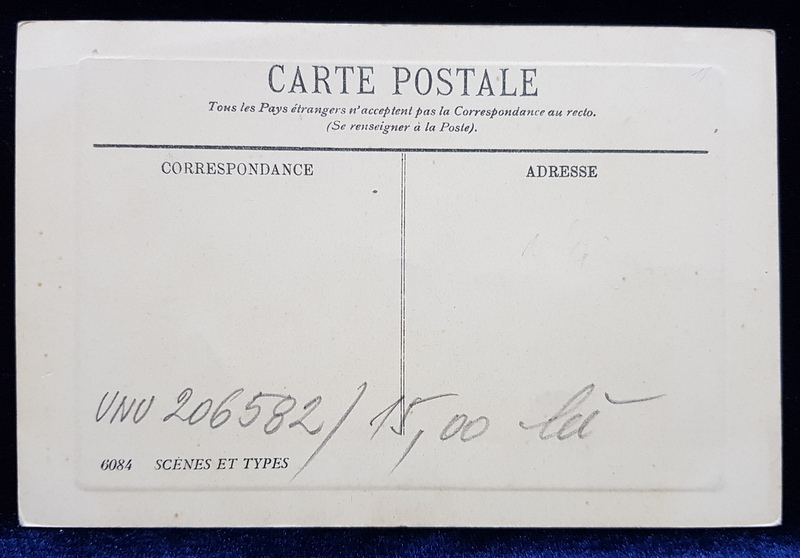 CARTE POSTALE
Tous les Pays étrangers n'acceptent pas la Correspondance au recto.
(Se renseigner à la Poste).
CORRESPONDANCE
ADRESSE
UNU 206582 / 15,00 lei
6084 SCÈNES ET TYPES